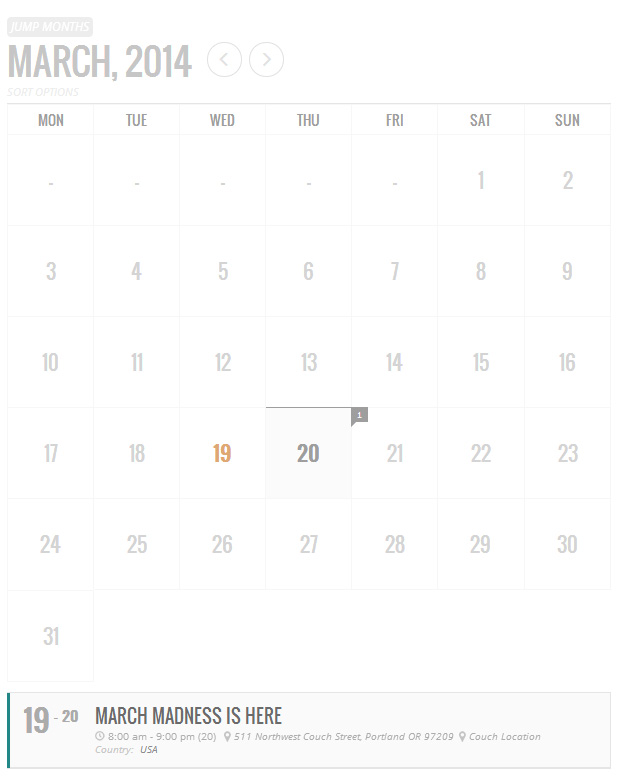 JUMP MONTHS
MARCH, 2014
SORT OPTIONS
MON TUE WED THU FRI SAT SUN
- - - - - 1 2
3 4 5 6 7 8 9
10 11 12 13 14 15 16
1
17 18 19 20 21 22 23
24 25 26 27 28 29 30
31
19 - 20 MARCH MADNESS IS HERE
8:00 am - 9:00 pm (20) 511 Northwest Couch Street, Portland OR 97209 Couch Location
Country: USA